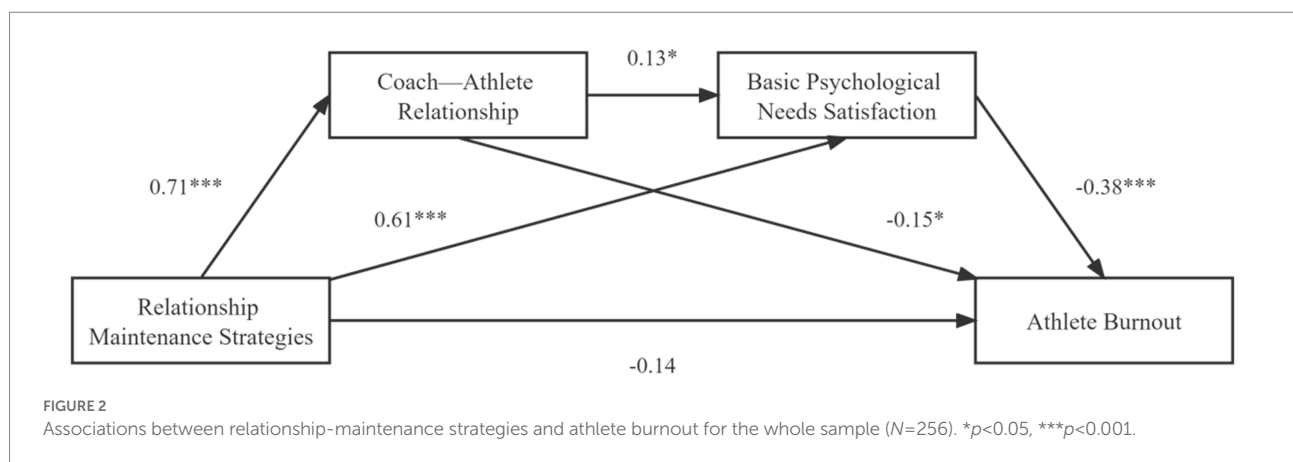 0.13*
Coach—Athlete
Relationship
Basic Psychological
Needs Satisfaction
0.71***
0.61***
-0.15*
-0.38***
Relationship
Maintenance Strategies
Athlete Burnout
-0.14
FIGURE 2
Associations between relationship-maintenance strategies and athlete burnout for the whole sample (N=256). *p<0.05, ***p<0.001.